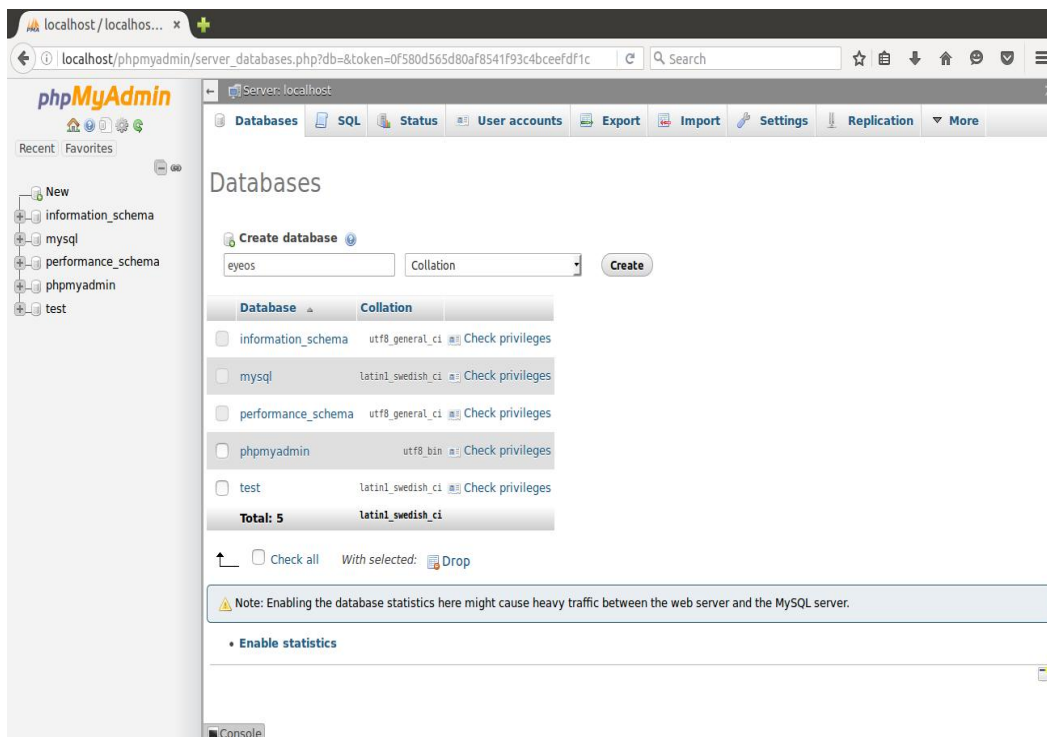 localhost / localhos... ×
localhost/phpmyadmin/server_databases.php?db=&token=0f580d565d80af8541f93c4bceefdf1c
Search
phpMyAdmin
Recent Favorites
New
information_schema
mysql
performance_schema
phpmyadmin
test
Server: localhost
Databases SQL Status User accounts Export Import Settings Replication More
Databases
Create database
eyeos Collation Create
Database Collation
information_schema utf8_general_ci Check privileges
mysql latin1_swedish_ci Check privileges
performance_schema utf8_general_ci Check privileges
phpmyadmin utf8_bin Check privileges
test latin1_swedish_ci Check privileges
Total: 5 latin1_swedish_ci
Check all With selected: Drop
Note: Enabling the database statistics here might cause heavy traffic between the web server and the MySQL server.
• Enable statistics
Console